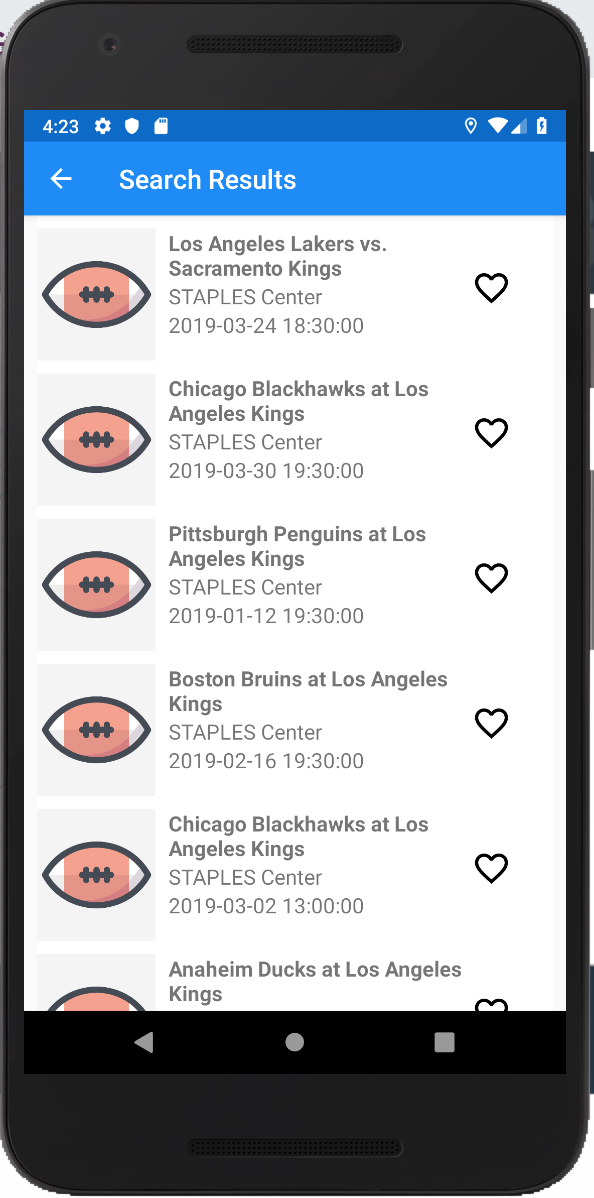 4:23
Search Results
Los Angeles Lakers vs.
Sacramento Kings
STAPLES Center
2019-03-24 18:30:00
Chicago Blackhawks at Los
Angeles Kings
STAPLES Center
2019-03-30 19:30:00
Pittsburgh Penguins at Los
Angeles Kings
STAPLES Center
2019-01-12 19:30:00
Boston Bruins at Los Angeles
Kings
STAPLES Center
2019-02-16 19:30:00
Chicago Blackhawks at Los
Angeles Kings
STAPLES Center
2019-03-02 13:00:00
Anaheim Ducks at Los Angeles
Kings